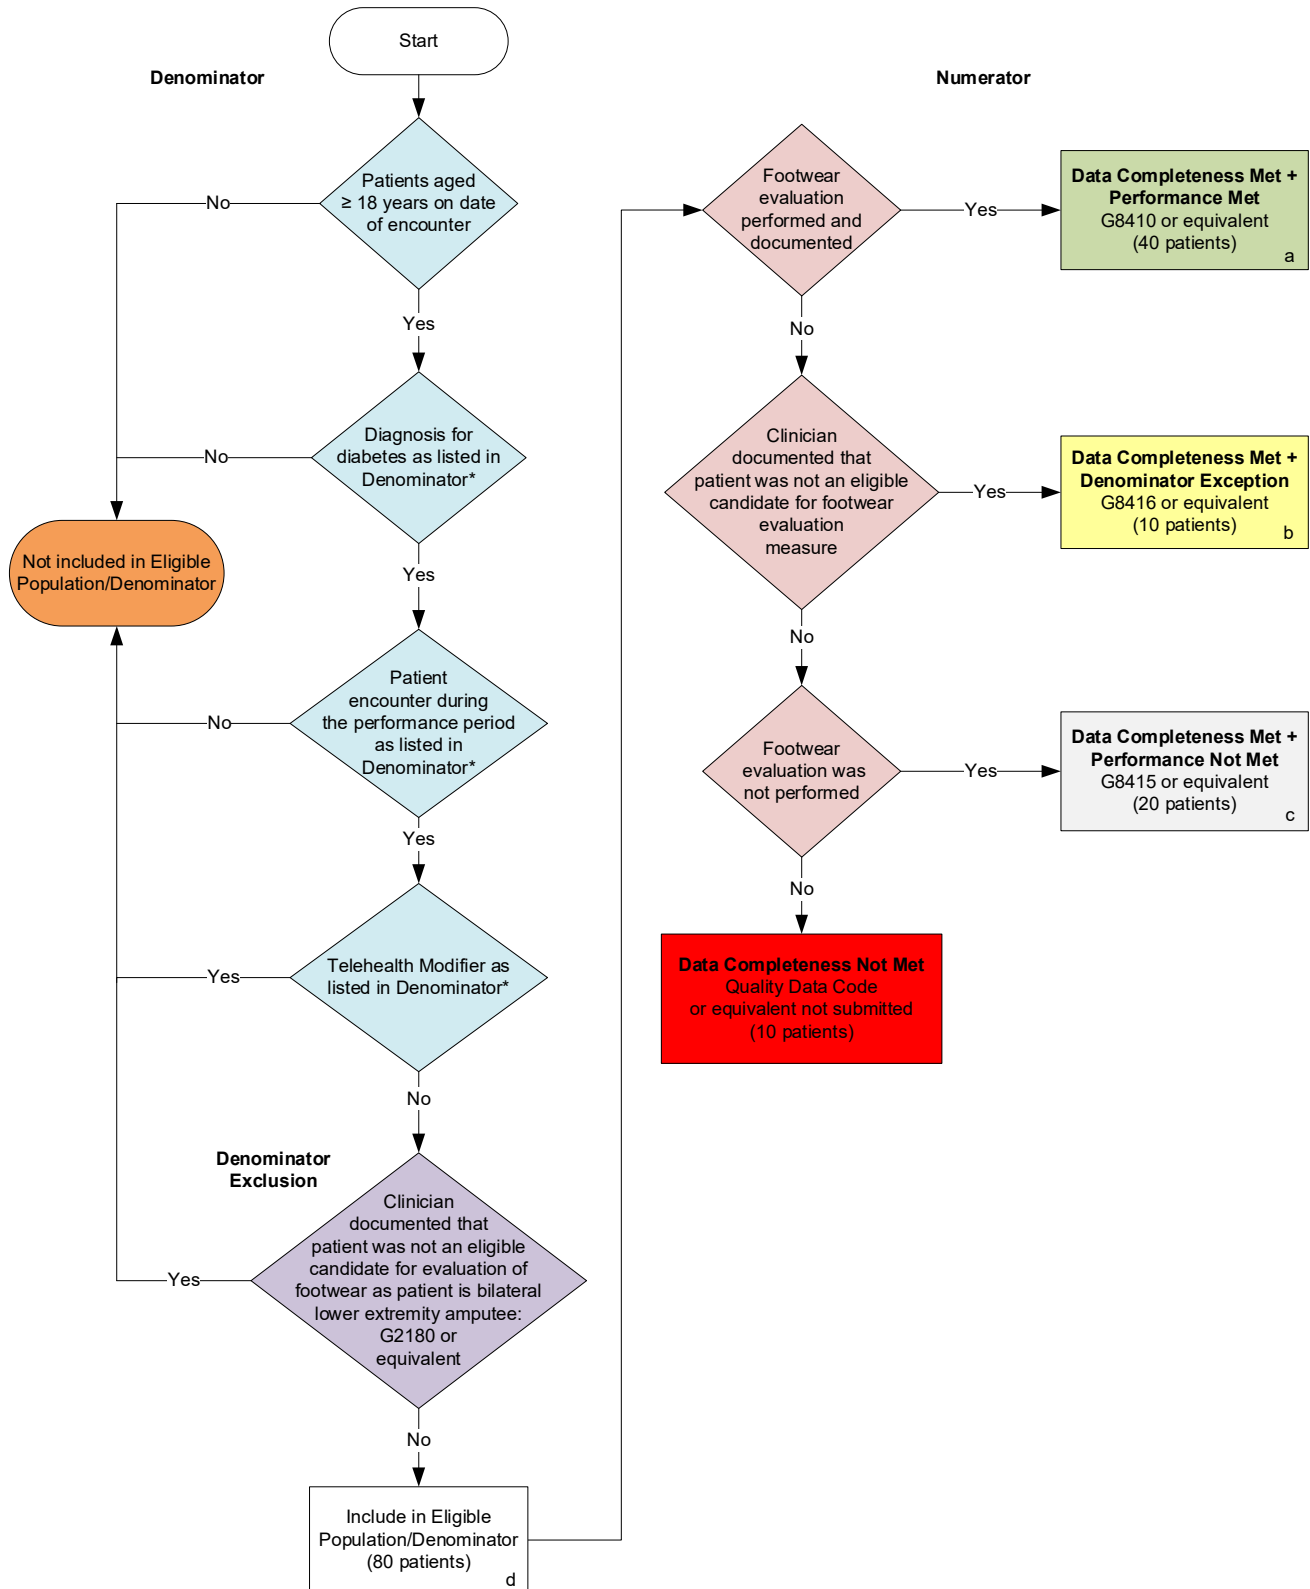 Start
Denominator
Patients aged
≥ 18 years on date
of encounter
No
Yes
Diagnosis for
diabetes as listed in
Denominator*
No
Not included in Eligible
Population/Denominator
Yes
Patient
encounter during
the performance period
as listed in
Denominator*
No
Yes
Telehealth Modifier as
listed in Denominator*
Yes
No
Denominator
Exclusion
Clinician
documented that
patient was not an eligible
candidate for evaluation of
footwear as patient is bilateral
lower extremity amputee:
G2180 or
equivalent
Yes
No
Include in Eligible
Population/Denominator
(80 patients)
d
Numerator
Footwear
evaluation
performed and
documented
Yes
Data Completeness Met +
Performance Met
G8410 or equivalent
(40 patients)
a
No
Clinician
documented that
patient was not an eligible
candidate for footwear
evaluation
measure
Yes
Data Completeness Met +
Denominator Exception
G8416 or equivalent
(10 patients)
b
No
Footwear
evaluation was
not performed
Yes
Data Completeness Met +
Performance Not Met
G8415 or equivalent
(20 patients)
c
No
Data Completeness Not Met
Quality Data Code
or equivalent not submitted
(10 patients)